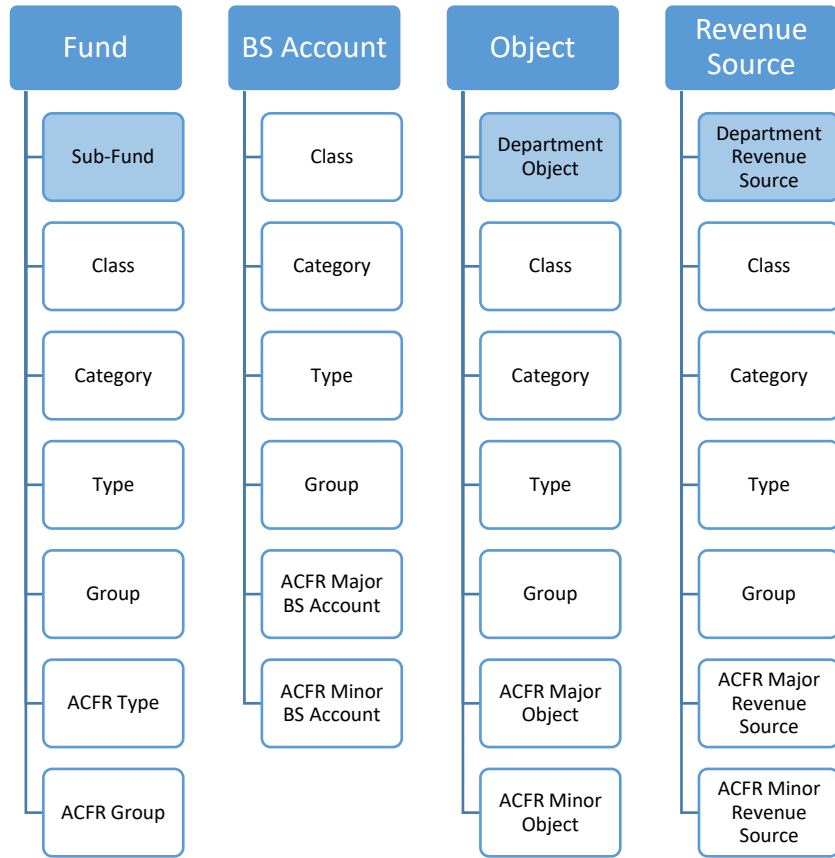 Fund
Sub-Fund
Class
Category
Type
Group
ACFR Type
ACFR Group
BS Account
Class
Category
Type
Group
ACFR Major
BS Account
ACFR Minor
BS Account
Object
Department
Object
Class
Category
Type
Group
ACFR Major
Object
ACFR Minor
Object
Revenue
Source
Department
Revenue
Source
Class
Category
Type
Group
ACFR Major
Revenue
Source
ACFR Minor
Revenue
Source